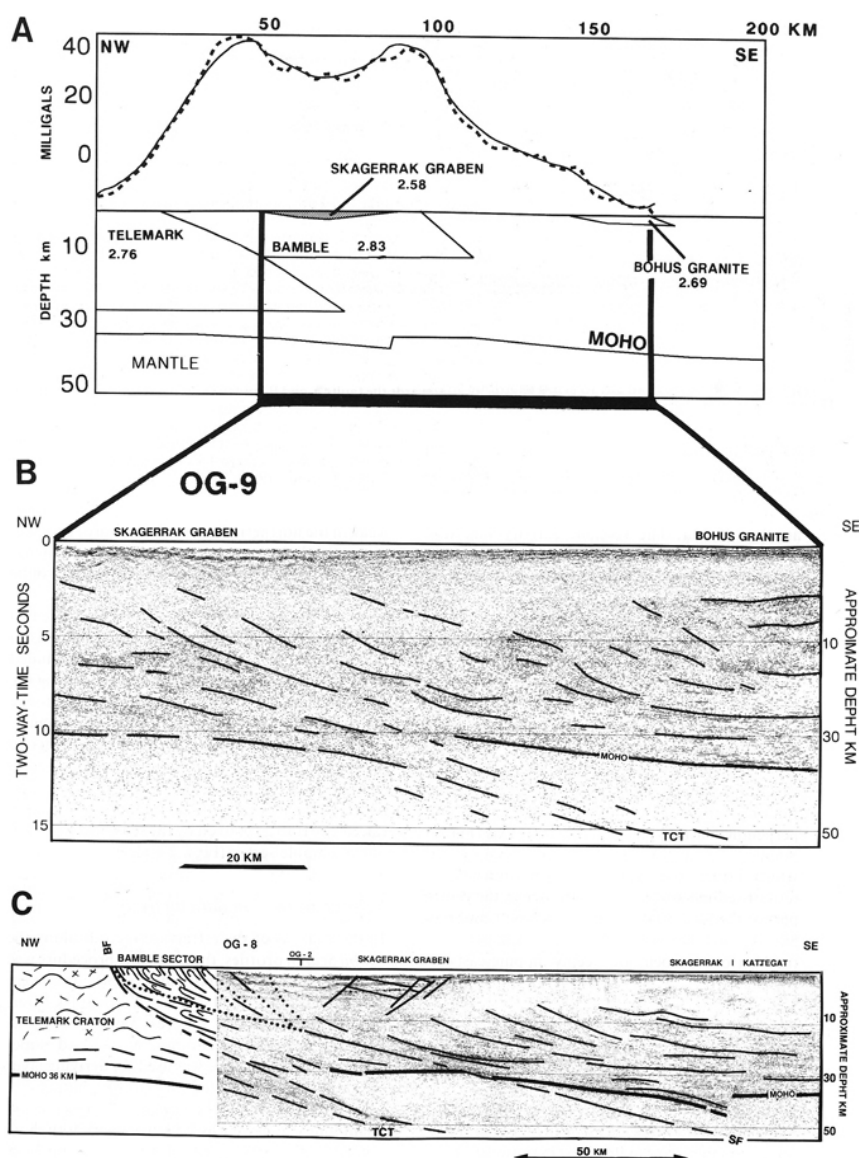 A
50 100 150 200 KM
NW SE
40
20
0
MILLIGALS
SKAGERRAK GRABEN
2.58
TELEMARK
2.76
BAMBLE 2.83
BOHUS GRANITE
2.69
10
30
50
DEPTH km
MOHO
MANTLE
B
OG-9
NW SE
SKAGERRAK GRABEN BOHUS GRANITE
0
5
10
15
TWO-WAY-TIME SECONDS
10
30
50
APPROIMATE DEPHT KM
MOHO
TCT
20 KM
C
NW SE
BF
BAMBLE SECTOR OG - 8 OG - 2 SKAGERRAK GRABEN SKAGERRAK | KATTEGAT
TELEMARK CRATON
MOHO 36 KM
10
30
50
APPROXIMATE DEPHT KM
MOHO
TCT
SF
50 KM